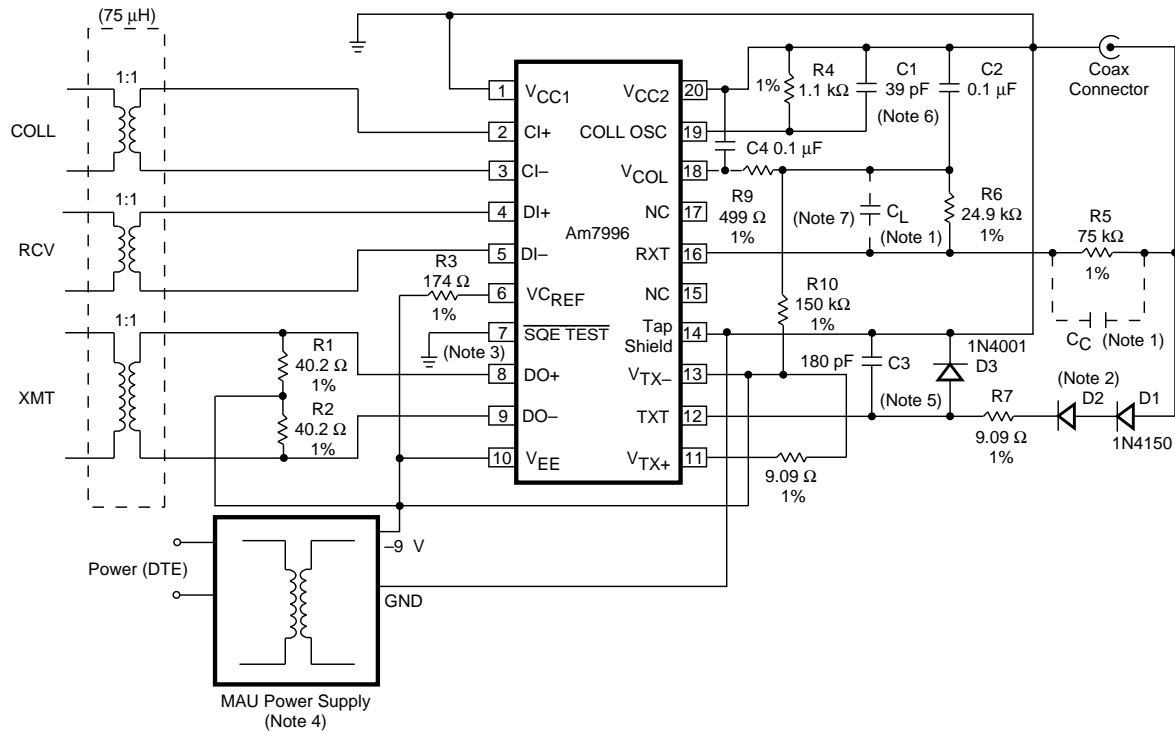 (75 µH)
1:1
COLL
1:1
RCV
1:1
XMT
R1
40.2 Ω
1%
R2
40.2 Ω
1%
R3
174 Ω
1%
(Note 3)
1 VCC1
2 CI+
3 CI–
4 DI+
5 DI–
6 VCREF
7 SQE TEST
8 DO+
9 DO–
10 VEE
Am7996
VCC2 20
COLL OSC 19
VCOL 18
NC 17
RXT 16
NC 15
Tap
Shield 14
VTX– 13
TXT 12
VTX+ 11
1%
R4
1.1 kΩ
C1
39 pF
(Note 6)
C2
0.1 µF
Coax
Connector
C4 0.1 µF
R9
499 Ω
1%
(Note 7)
CL
(Note 1)
R6
24.9 kΩ
1%
R5
75 kΩ
1%
CC (Note 1)
R10
150 kΩ
1%
180 pF
C3
(Note 5)
1N4001
D3
(Note 2)
D2
D1
1N4150
R7
9.09 Ω
1%
9.09 Ω
1%
–9 V
GND
Power (DTE)
MAU Power Supply
(Note 4)